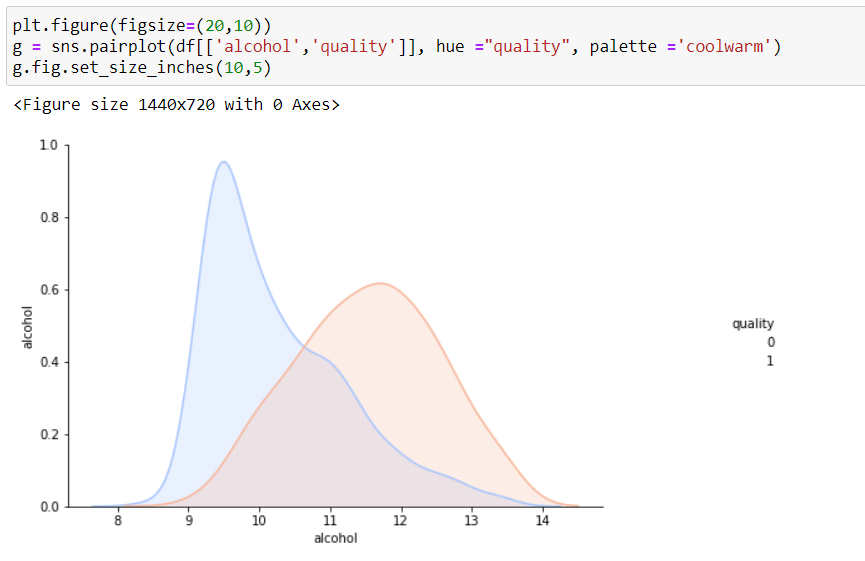 plt.figure(figsize=(20,10))
g = sns.pairplot(df[['alcohol','quality']], hue ="quality", palette ='coolwarm')
g.fig.set_size_inches(10,5)
<Figure size 1440x720 with 0 Axes>
1.0
0.8
0.6
0.4
0.2
0.0
alcohol
8 9 10 11 12 13 14
alcohol
quality
0
1